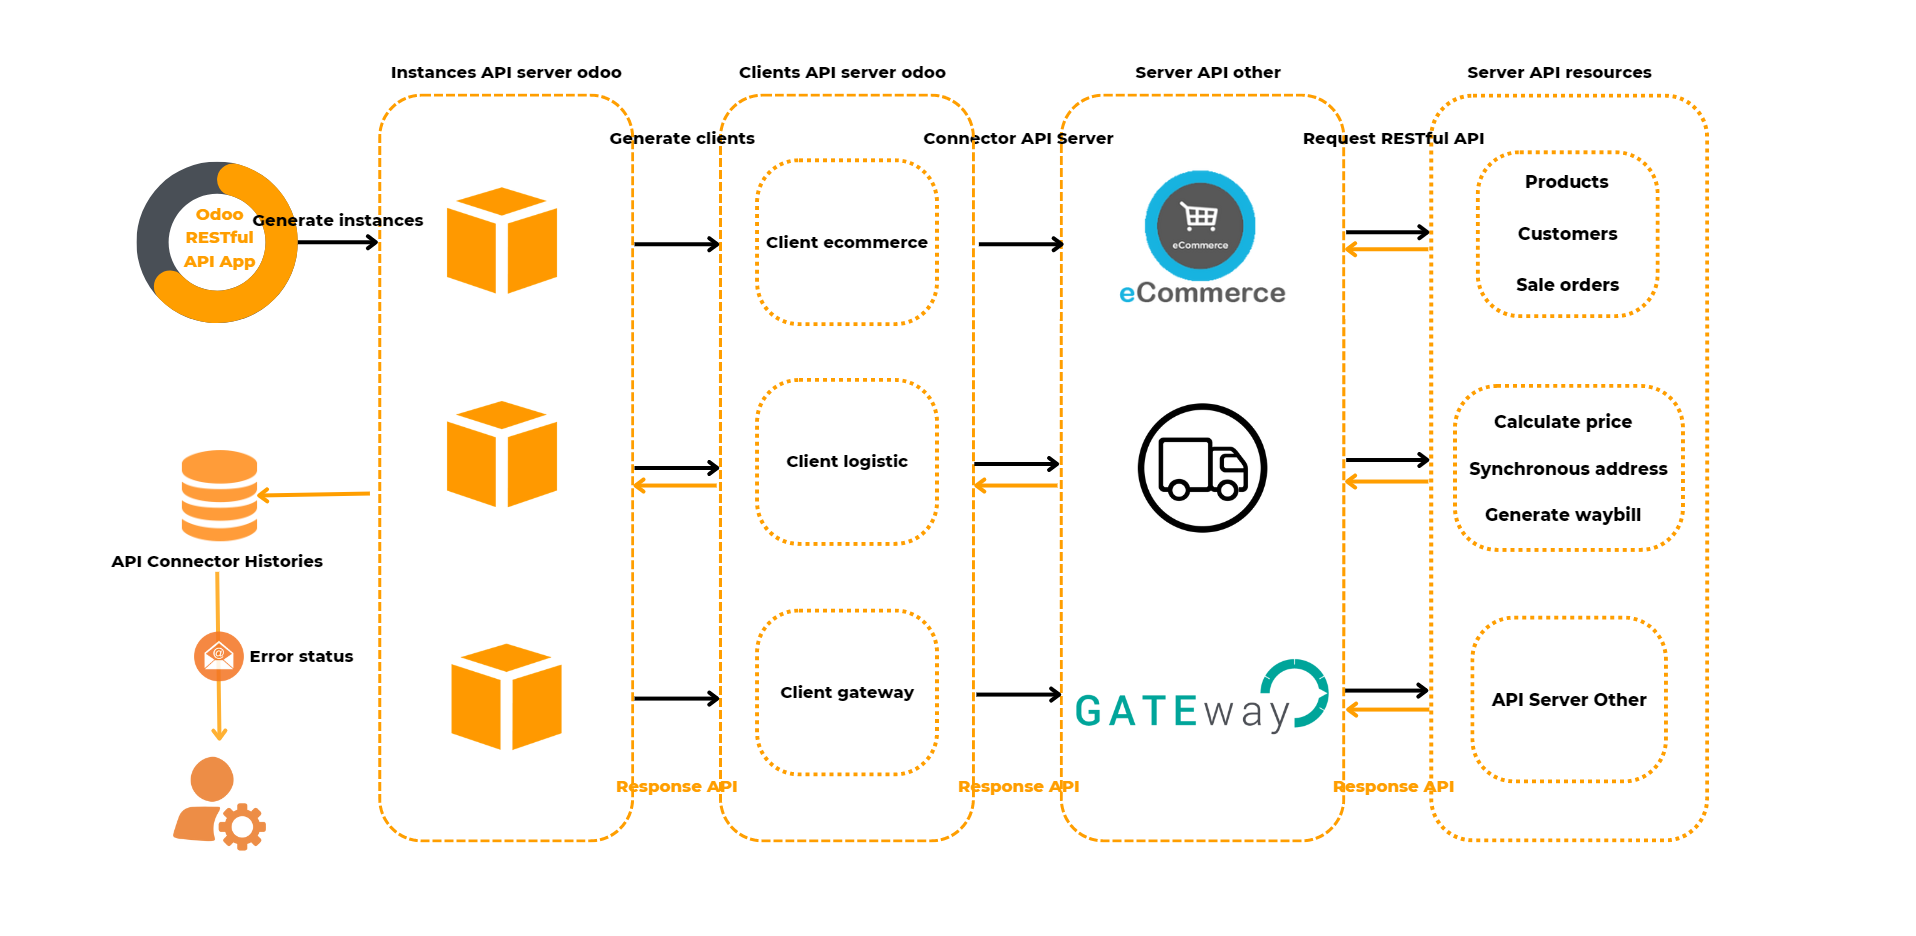 Instances API server odoo
Clients API server odoo
Server API other
Server API resources
Generate clients
Connector API Server
Request RESTful API
Odoo
RESTful
API App
Generate instances
Client ecommerce
eCommerce
eCommerce
Products
Customers
Sale orders
Client logistic
Calculate price
Synchronous address
Generate waybill
API Connector Histories
@
Error status
Client gateway
GATEway
API Server Other
Response API
Response API
Response API